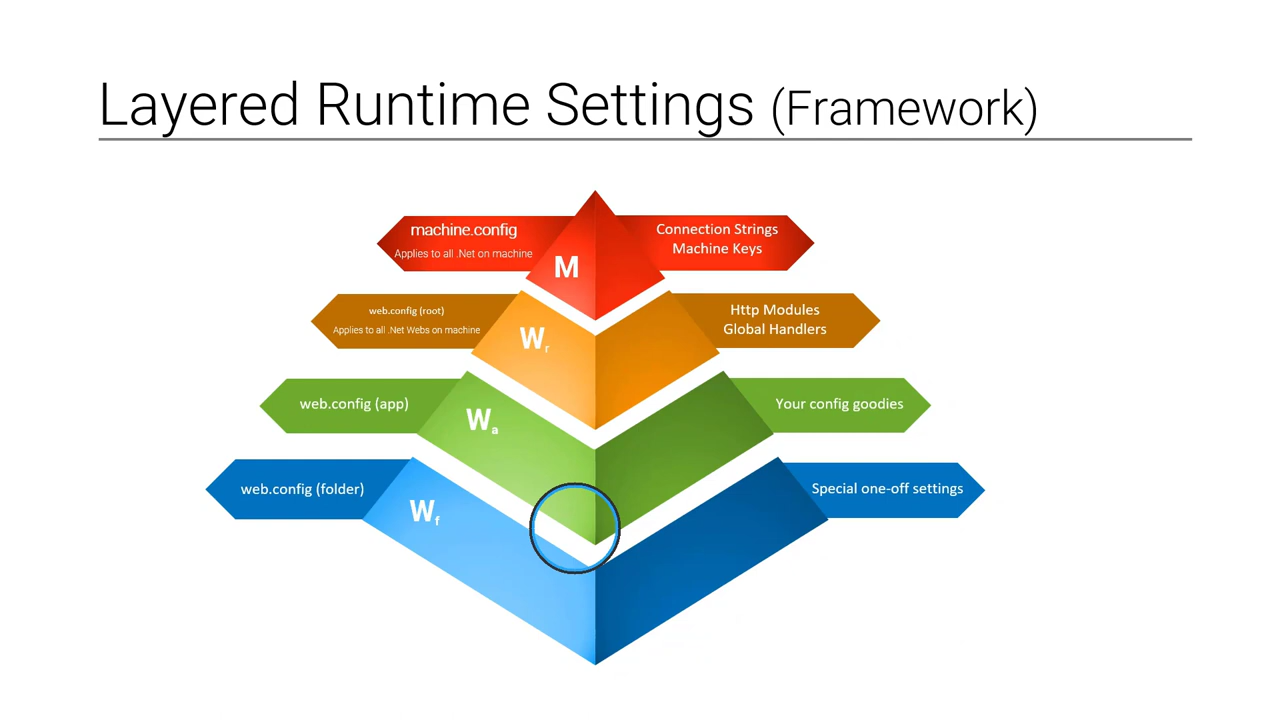 Layered Runtime Settings (Framework)
machine.config
Applies to all .Net on machine
M
Connection Strings
Machine Keys
web.config (root)
Applies to all .Net Webs on machine
Wr
Http Modules
Global Handlers
web.config (app)
Wa
Your config goodies
web.config (folder)
Wf
Special one-off settings